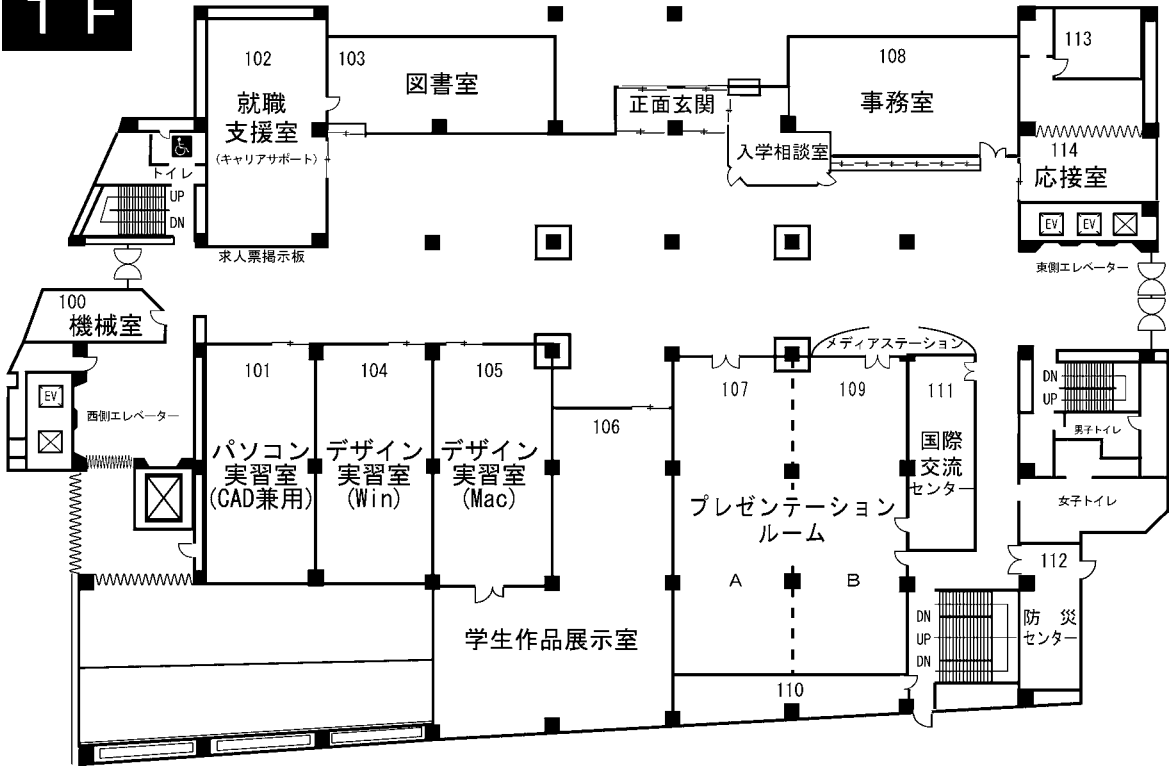 1F
102
就職
支援室
(キャリアサポート)
103
図書室
正面玄関
入学相談室
108
事務室
113
114
応接室
トイレ
UP
DN
求人票掲示板
EV
EV
東側エレベーター
100
機械室
EV
西側エレベーター
101
パソコン
実習室
(CAD兼用)
104
デザイン
実習室
(Win)
105
デザイン
実習室
(Mac)
106
学生作品展示室
メディアステーション
107
109
プレゼンテーション
ルーム
A
B
110
111
国際
交流
センター
DN
UP
男子トイレ
女子トイレ
112
防災
センター
DN
UP
DN